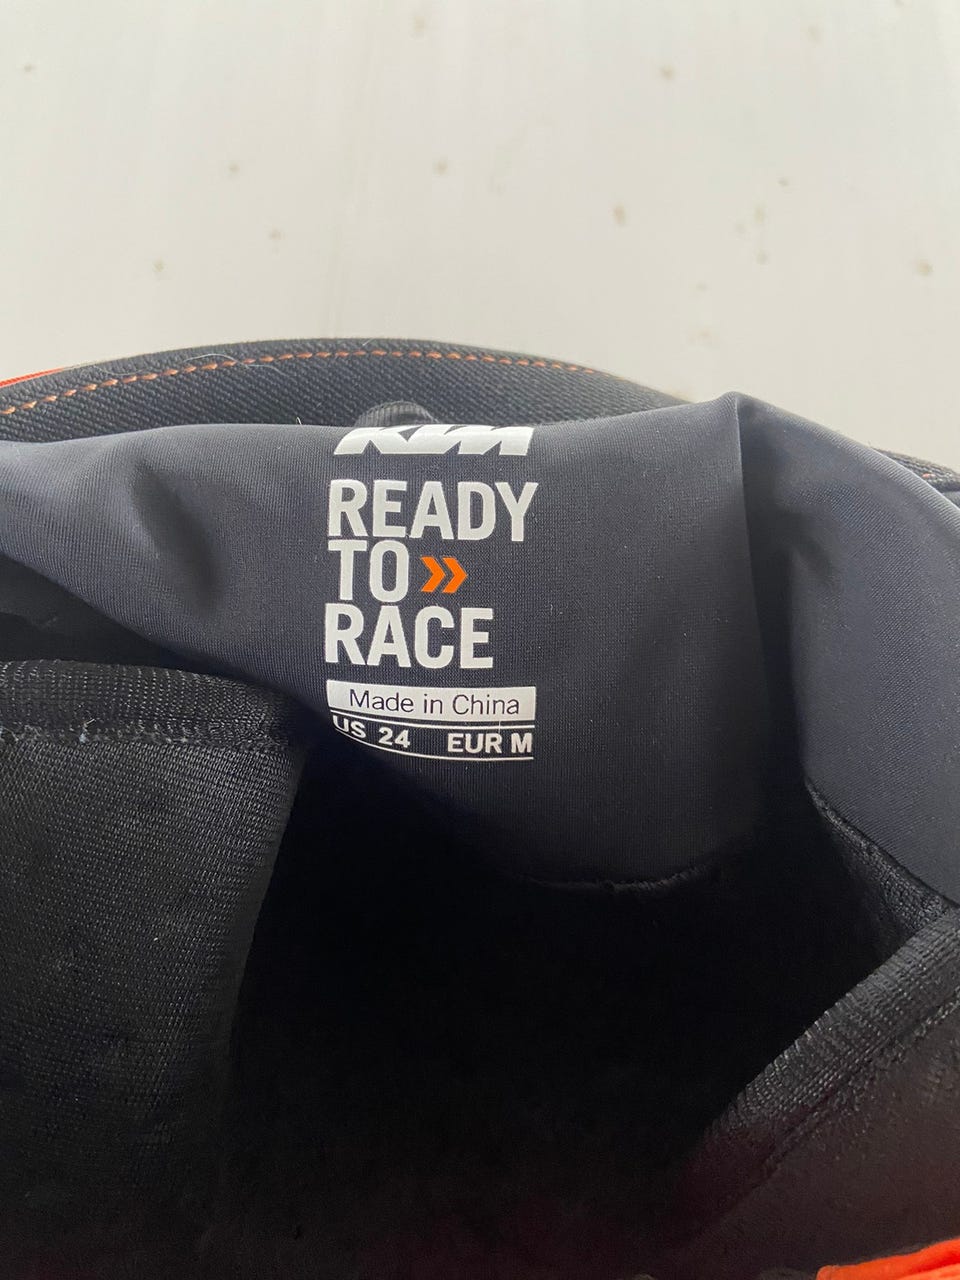 KTM
READY
TO »
RACE
Made in China
US 24 EUR M